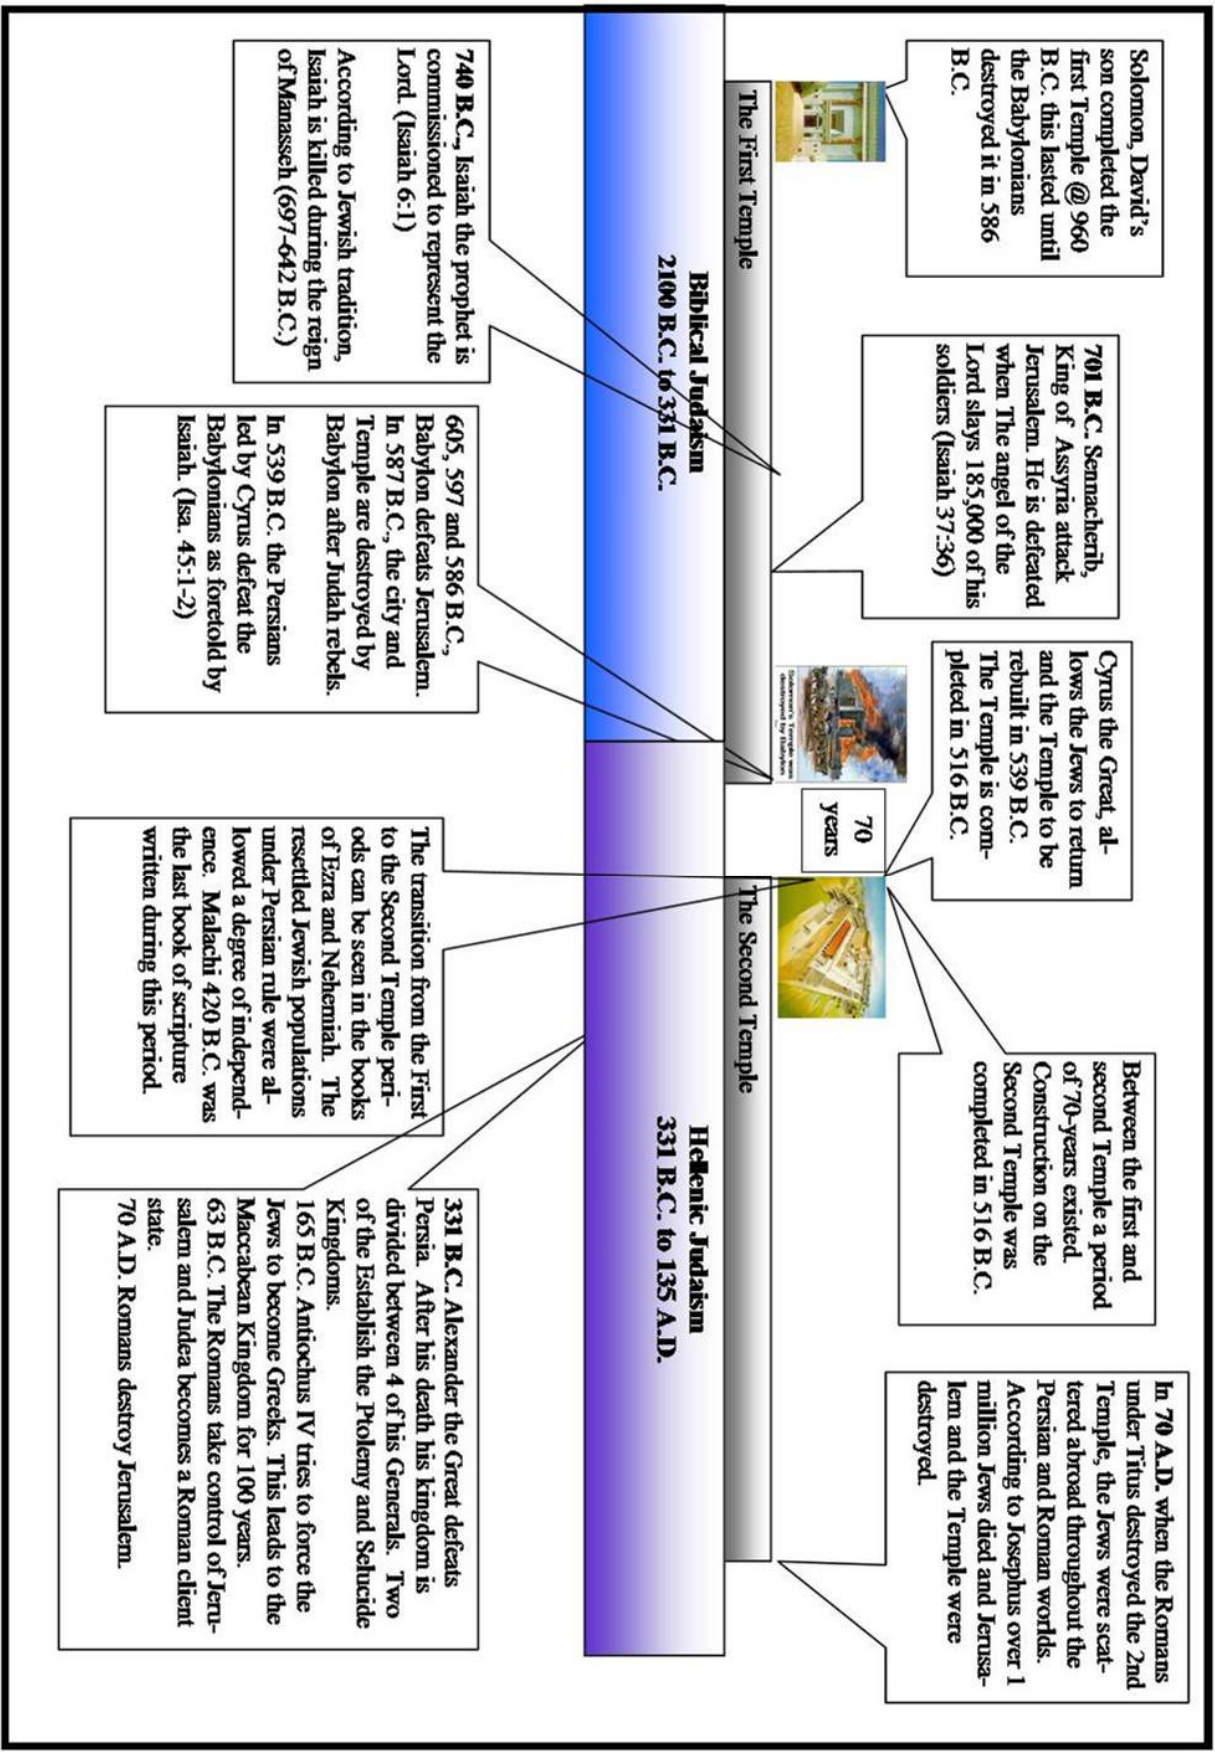 Solomon, David's
son completed the
first Temple @ 960
B.C. this lasted until
the Babylonians
destroyed it in 586
B.C.
701 B.C. Sennacherib,
King of Assyria attack
Jerusalem. He is defeated
when The angel of the
Lord slays 185,000 of his
soldiers (Isaiah 37:36)
Cyrus the Great, al-
lows the Jews to return
and the Temple to be
rebuilt in 539 B.C.
The Temple is com-
pleted in 516 B.C.
Between the first and
second Temple a period
of 70-years existed.
Construction on the
Second Temple was
completed in 516 B.C.
In 70 A.D. when the Romans
under Titus destroyed the 2nd
Temple, the Jews were scat-
tered abroad throughout the
Persian and Roman worlds.
According to Josephus over 1
million Jews died and Jerusa-
lem and the Temple were
destroyed.
Solomon's Temple was
destroyed by Babylon
70
years
The First Temple
The Second Temple
Biblical Judaism
2100 B.C. to 331 B.C.
Hellenic Judaism
331 B.C. to 135 A.D.
740 B.C., Isaiah the prophet is
commissioned to represent the
Lord. (Isaiah 6:1)
According to Jewish tradition,
Isaiah is killed during the reign
of Manasseh (697-642 B.C.)
605, 597 and 586 B.C.,
Babylon defeats Jerusalem.
In 587 B.C., the city and
Temple are destroyed by
Babylon after Judah rebels.
In 539 B.C. the Persians
led by Cyrus defeat the
Babylonians as foretold by
Isaiah. (Isa. 45:1-2)
The transition from the First
to the Second Temple peri-
ods can be seen in the books
of Ezra and Nehemiah. The
resettled Jewish populations
under Persian rule were al-
lowed a degree of independ-
ence. Malachi 420 B.C. was
the last book of scripture
written during this period.
331 B.C. Alexander the Great defeats
Persia. After his death his kingdom is
divided between 4 of his Generals. Two
of the Establish the Ptolemy and Selucide
Kingdoms.
165 B.C. Antiochus IV tries to force the
Jews to become Greeks. This leads to the
Maccabean Kingdom for 100 years.
63 B.C. The Romans take control of Jeru-
salem and Judea becomes a Roman client
state.
70 A.D. Romans destroy Jerusalem.